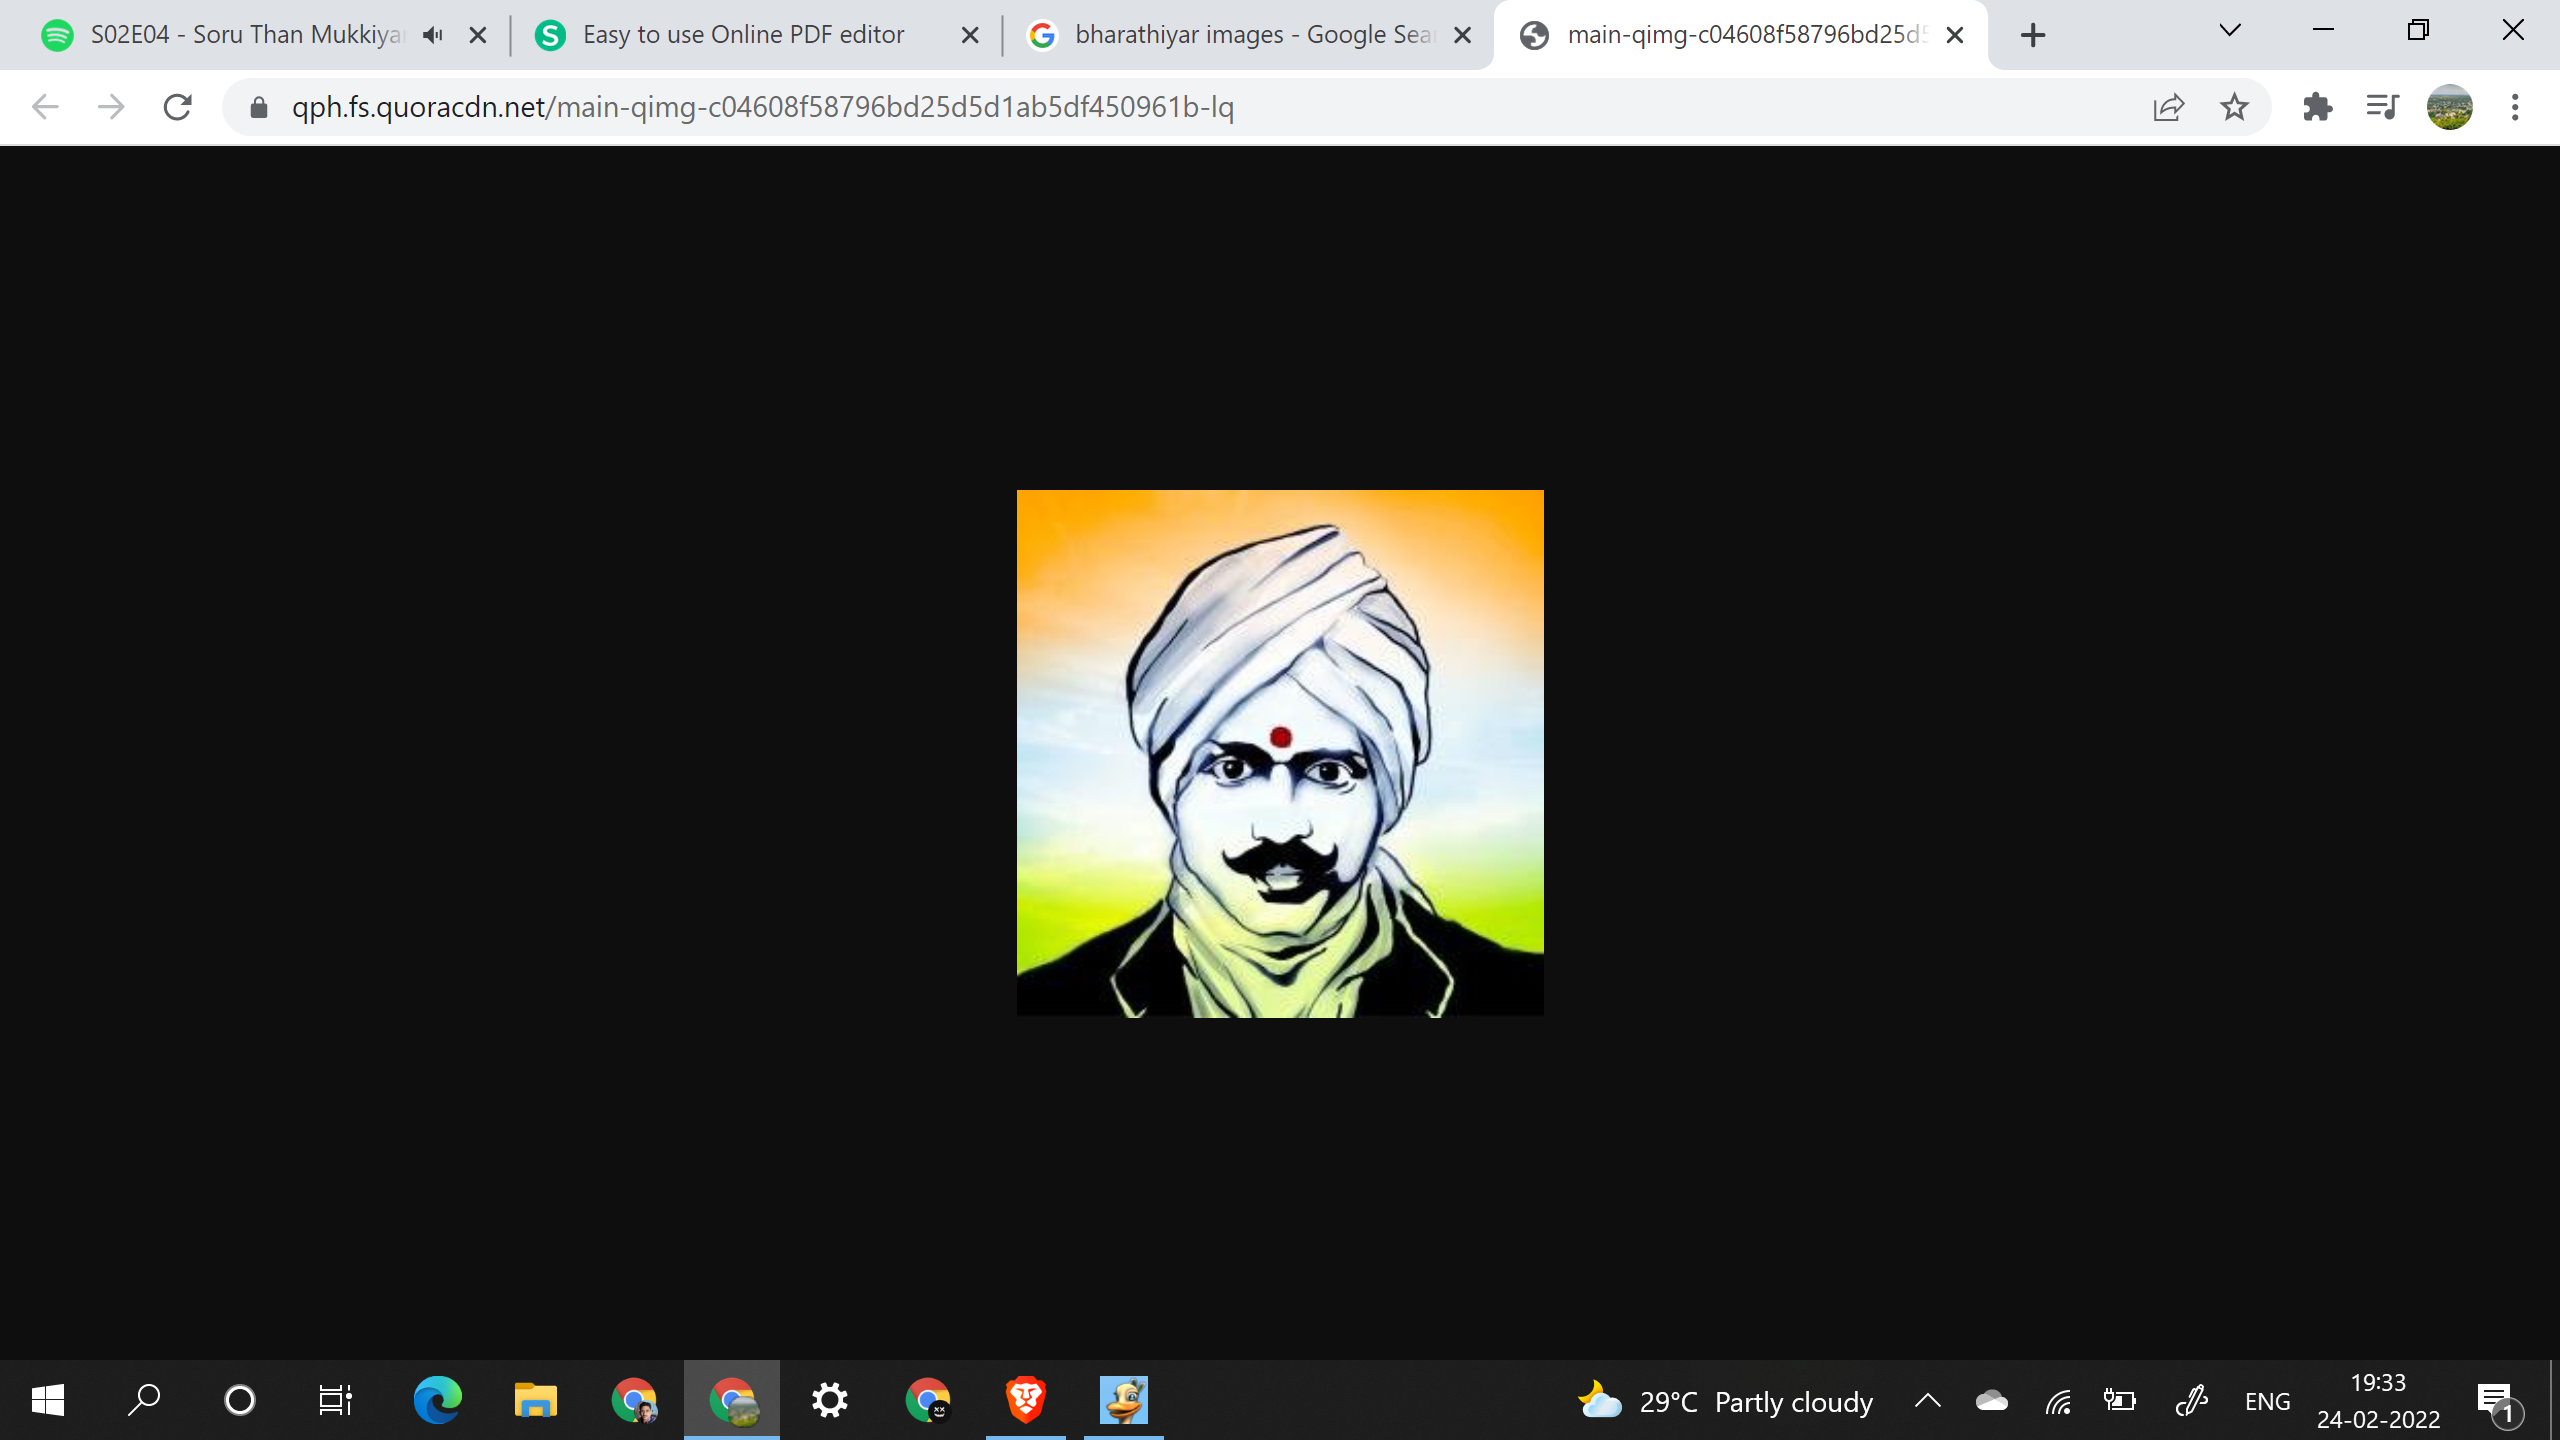 S02E04 - Soru Than Mukkiya
Easy to use Online PDF editor
bharathiyar images - Google Sea
main-qimg-c04608f58796bd25d5
qph.fs.quoracdn.net/main-qimg-c04608f58796bd25d5d1ab5df450961b-lq
29°C Partly cloudy
ENG
19:33
24-02-2022
1